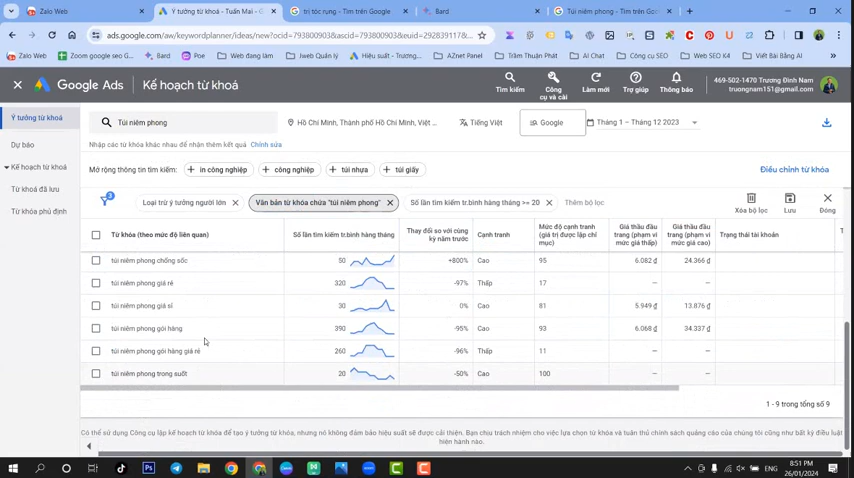 Zalo Web
Ý tưởng từ khoá - Tuấn Mai - G
trị tóc rụng - Tìm trên Google
Bard
Túi niêm phong - Tìm trên Goo
ads.google.com/aw/keywordplanner/ideas/new?ocid=793800903&ascid=793800903&euid=2928391178
Zalo Web
Zoom google seo G...
Bard
Poe
Web đang làm
Jweb Quản lý
Hiệu suất - Trương...
AZnet Panel
Trầm Thuận Phát
AI Chat
Công cụ SEO
Web SEO K4
Viết Bài Bằng AI
Google Ads
Kế hoạch từ khoá
Tìm kiếm
Công cụ và cài
Làm mới
Trợ giúp
Thông báo
469-502-1470 Trương Đình Nam
truongnam151@gmail.com
Ý tưởng từ khoá
Dự báo
Kế hoạch từ khoá
Từ khoá đã lưu
Từ khoá phủ định
Túi niêm phong
Hồ Chí Minh, Thành phố Hồ Chí Minh, Việt ...
Tiếng Việt
Google
Tháng 1 – Tháng 12 2023
Nhập các từ khóa khác nhau để nhận thêm kết quả
Chỉnh sửa
Mở rộng thông tin tìm kiếm:
in công nghiệp
công nghiệp
túi nhựa
túi giấy
Điều chỉnh từ khóa
3
Loại trừ ý tưởng người lớn
Văn bản từ khóa chứa "túi niêm phong"
Số lần tìm kiếm tr.bình hàng tháng >= 20
Thêm bộ lọc
Xóa bộ lọc
Lưu
Đóng
Từ khóa (theo mức độ liên quan)
Số lần tìm kiếm tr.bình hàng tháng
Thay đổi so với cùng kỳ năm trước
Cạnh tranh
Mức độ cạnh tranh (giá trị được lập chỉ mục)
Giá thầu đầu trang (phạm vi mức giá thấp)
Giá thầu đầu trang (phạm vi mức giá cao)
Trạng thái tài khoản
túi niêm phong chống sốc 50 +800% Cao 95 6.082 ₫ 24.366 ₫
túi niêm phong giá rẻ 320 -97% Thấp 17 – –
túi niêm phong giá sỉ 30 0% Cao 81 5.949 ₫ 13.876 ₫
túi niêm phong gói hàng 390 -95% Cao 93 6.068 ₫ 34.337 ₫
túi niêm phong gói hàng giá rẻ 260 -96% Thấp 11 – –
túi niêm phong trong suốt 20 -50% Cao 100 – –
1 - 9 trong tổng số 9
Có thể sử dụng Công cụ lập kế hoạch từ khóa để tạo ý tưởng từ khóa, nhưng nó không đảm bảo hiệu suất sẽ được cải thiện. Bạn chịu trách nhiệm cho việc lựa chọn từ khóa và tuân thủ chính sách quảng cáo của chúng tôi cũng như bất kỳ điều luật
hiện hành nào.
ENG
8:51 PM
26/01/2024